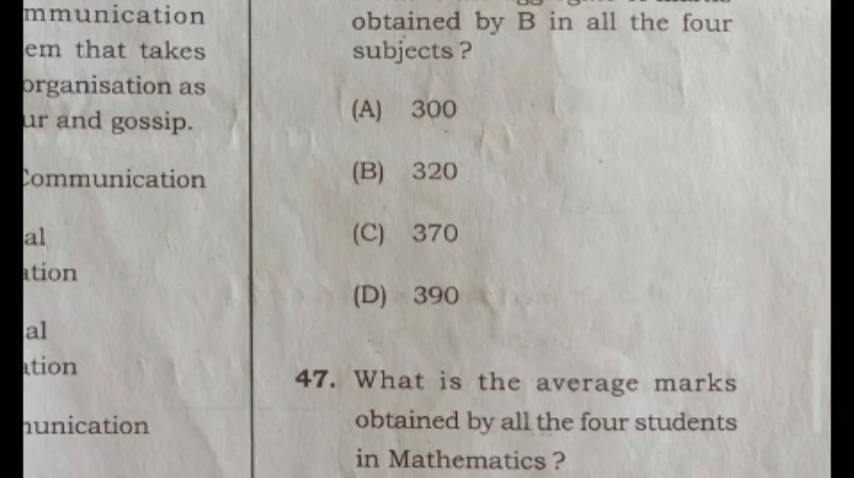 mmunication
em that takes
organisation as
ur and gossip.
Communication
al
ation
al
ation
unication
obtained by B in all the four
subjects ?
(A) 300
(B) 320
(C) 370
(D) 390
47. What is the average marks
obtained by all the four students
in Mathematics ?